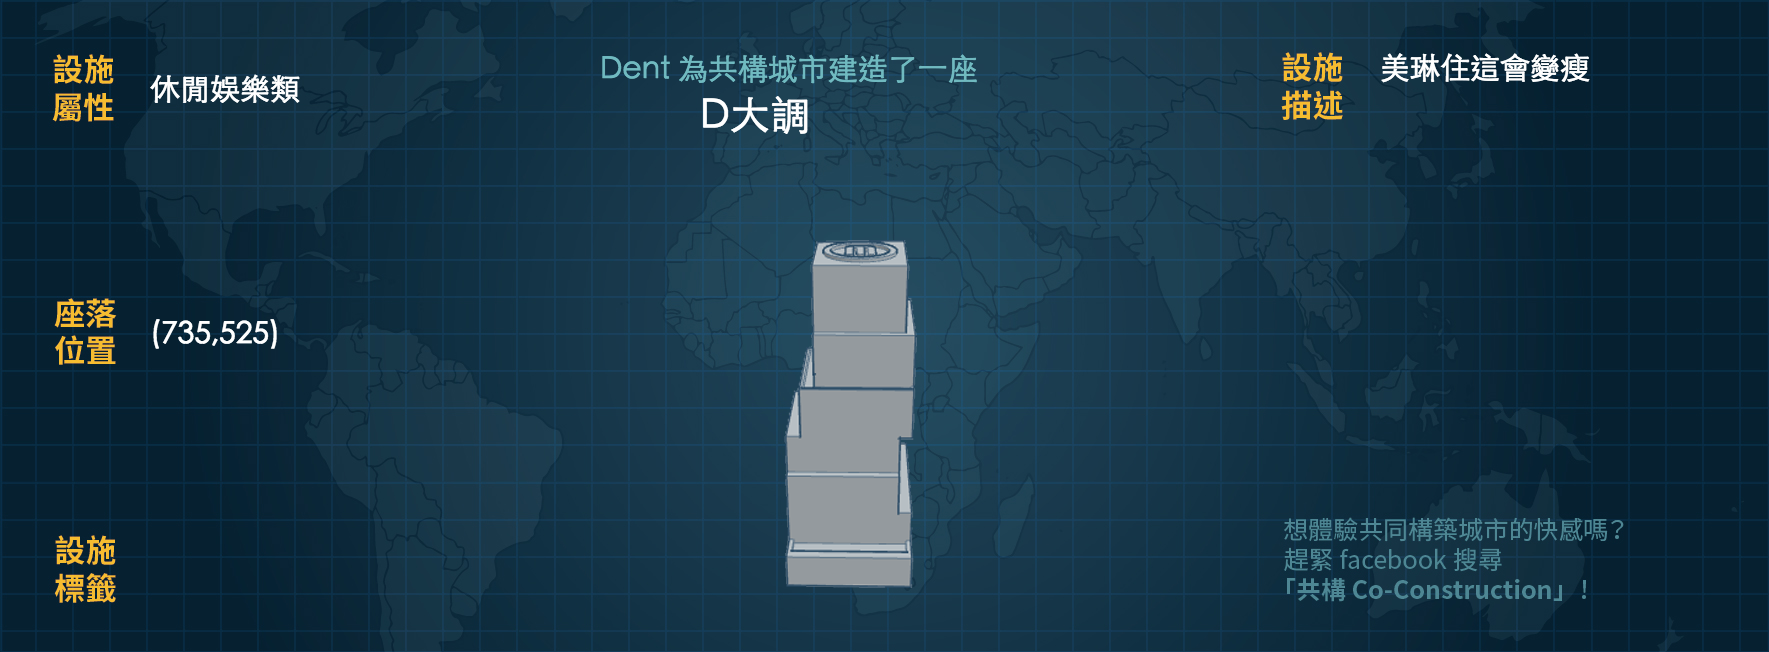 設施
屬性
休閒娛樂類
Dent 為共構城市建造了一座
D大調
設施
描述
美琳住這會變瘦
座落
位置
(735,525)
設施
標籤
想體驗共同構築城市的快感嗎？
趕緊 facebook 搜尋
「共構 Co-Construction」！